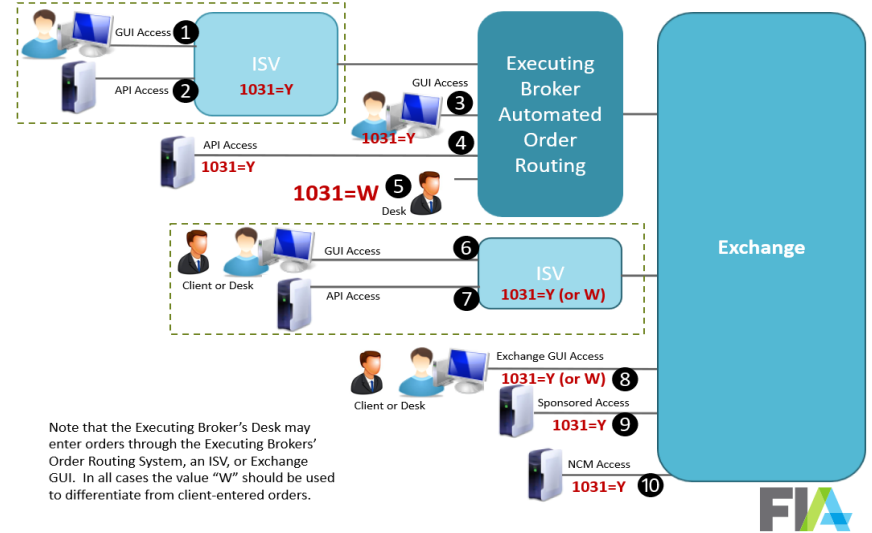 GUI Access 1
API Access 2
ISV
1031=Y
GUI Access
3
1031=Y
API Access
4
1031=Y
1031=W 5
Desk
Executing
Broker
Automated
Order
Routing
Exchange
Client or Desk
GUI Access
6
API Access
7
ISV
1031=Y (or W)
Client or Desk
Exchange GUI Access
1031=Y (or W) 8
Sponsored Access
1031=Y 9
NCM Access
1031=Y 10
Note that the Executing Broker’s Desk may
enter orders through the Executing Brokers’
Order Routing System, an ISV, or Exchange
GUI. In all cases the value “W” should be used
to differentiate from client-entered orders.
FIA